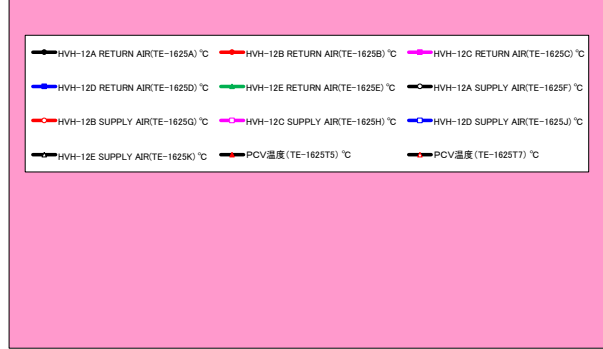 HVH-12A RETURN AIR(TE-1625A) ℃ HVH-12B RETURN AIR(TE-1625B) ℃ HVH-12C RETURN AIR(TE-1625C) ℃
HVH-12D RETURN AIR(TE-1625D) ℃ HVH-12E RETURN AIR(TE-1625E) ℃ HVH-12A SUPPLY AIR(TE-1625F) ℃
HVH-12B SUPPLY AIR(TE-1625G) ℃ HVH-12C SUPPLY AIR(TE-1625H) ℃ HVH-12D SUPPLY AIR(TE-1625J) ℃
HVH-12E SUPPLY AIR(TE-1625K) ℃ PCV温度(TE-1625T5) ℃ PCV温度(TE-1625T7) ℃